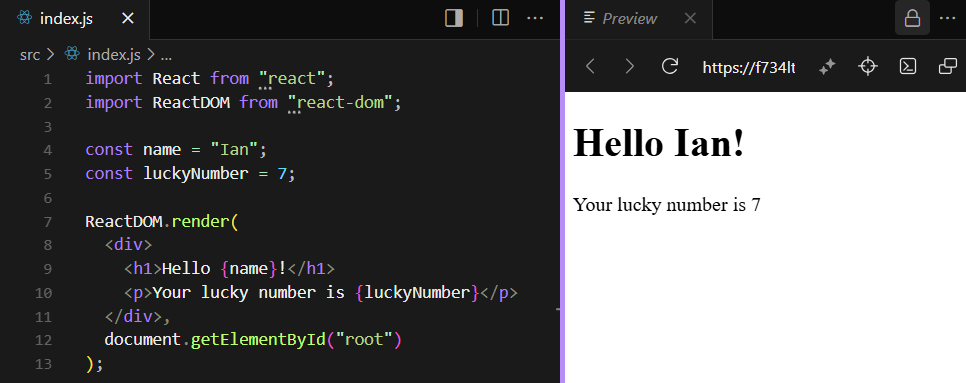 index.js
src > index.js > ...
1 import React from "react";
2 import ReactDOM from "react-dom";
3
4 const name = "Ian";
5 const luckyNumber = 7;
6
7 ReactDOM.render(
8 <div>
9 <h1>Hello {name}!</h1>
10 <p>Your lucky number is {luckyNumber}</p>
11 </div>,
12 document.getElementById("root")
13 );
Preview
https://f734lt
Hello Ian!
Your lucky number is 7